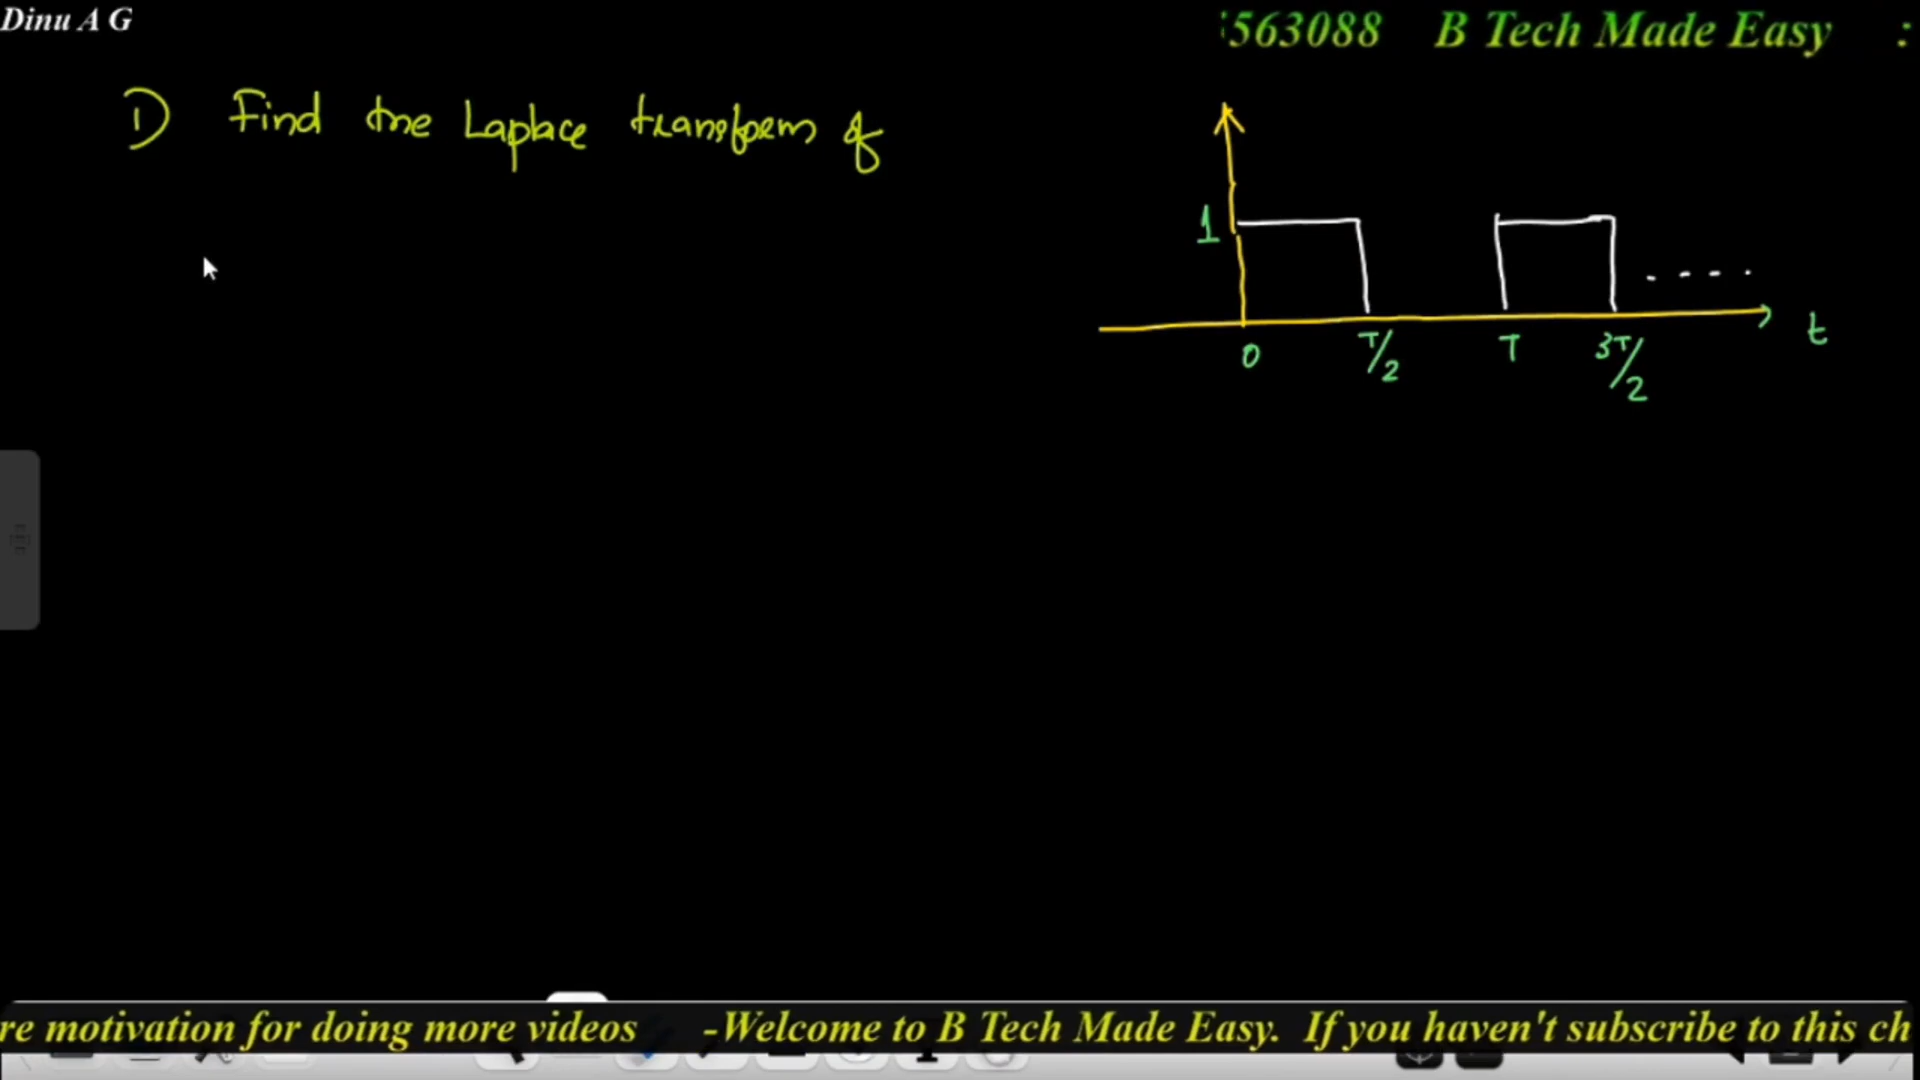 Dinu A G
563088 B Tech Made Easy :
1) Find the Laplace transform of
1
0 T/2 T 3T/2 t
re motivation for doing more videos -Welcome to B Tech Made Easy. If you haven't subscribe to this ch